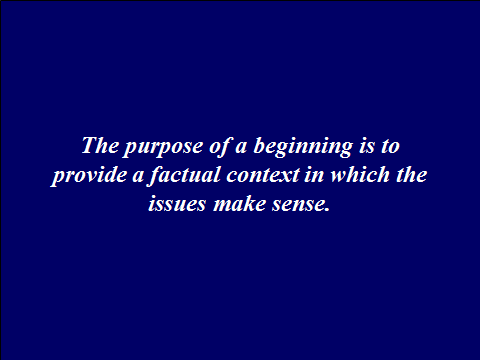 The purpose of a beginning is to
provide a factual context in which the
issues make sense.